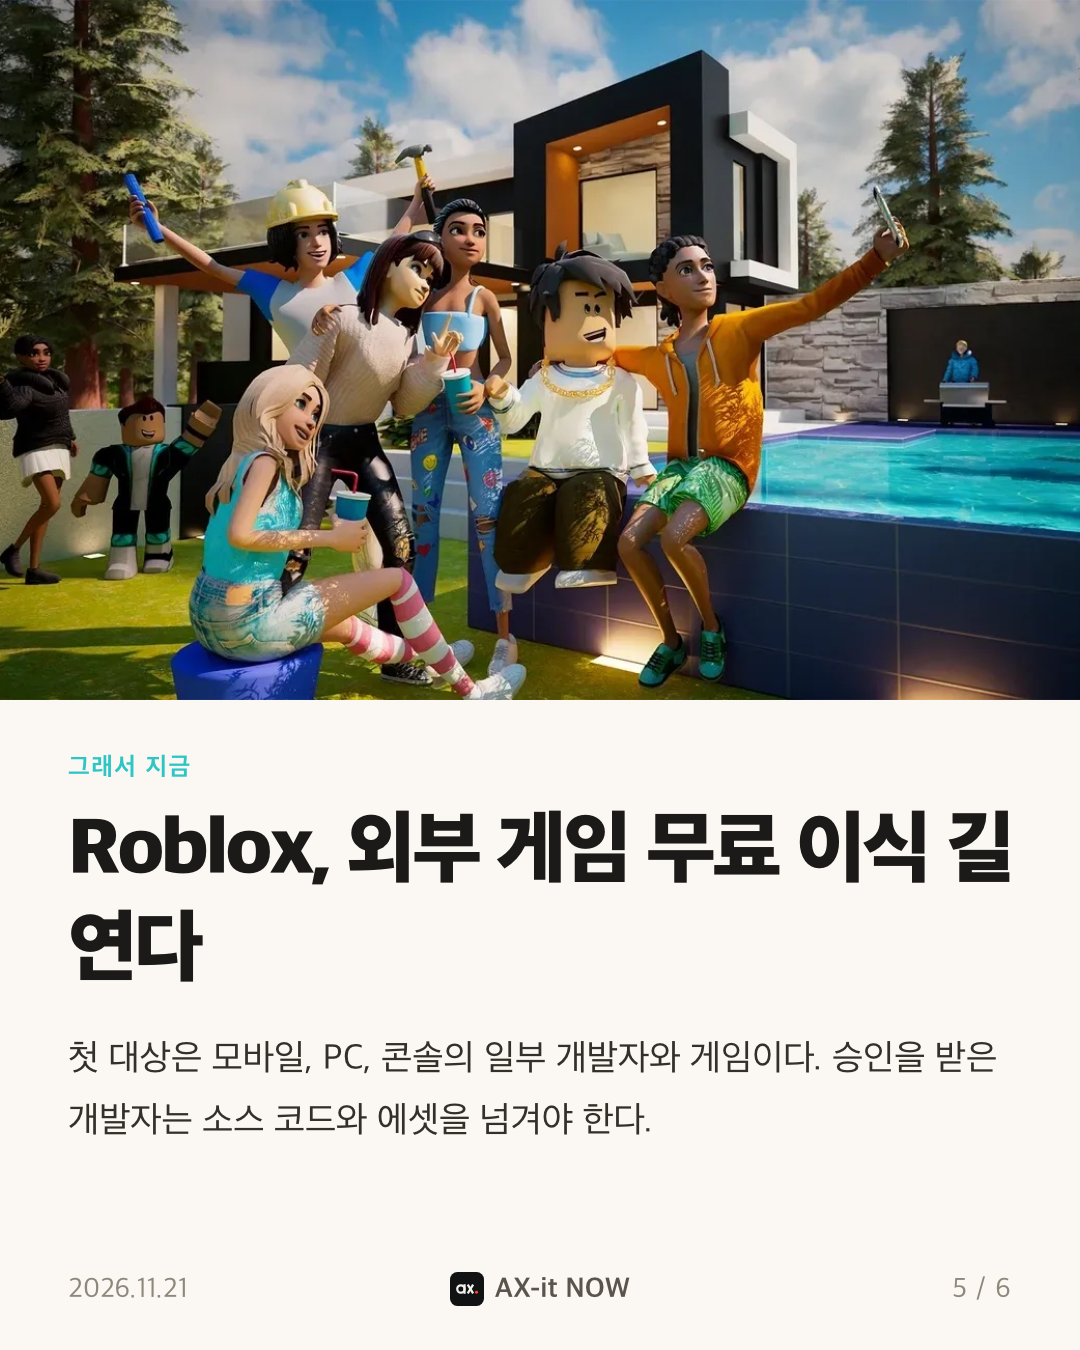 그래서 지금
Roblox, 외부 게임 무료 이식 길
연다
첫 대상은 모바일, PC, 콘솔의 일부 개발자와 게임이다. 승인을 받은
개발자는 소스 코드와 에셋을 넘겨야 한다.
2026.11.21
ax. AX-it NOW
5 / 6